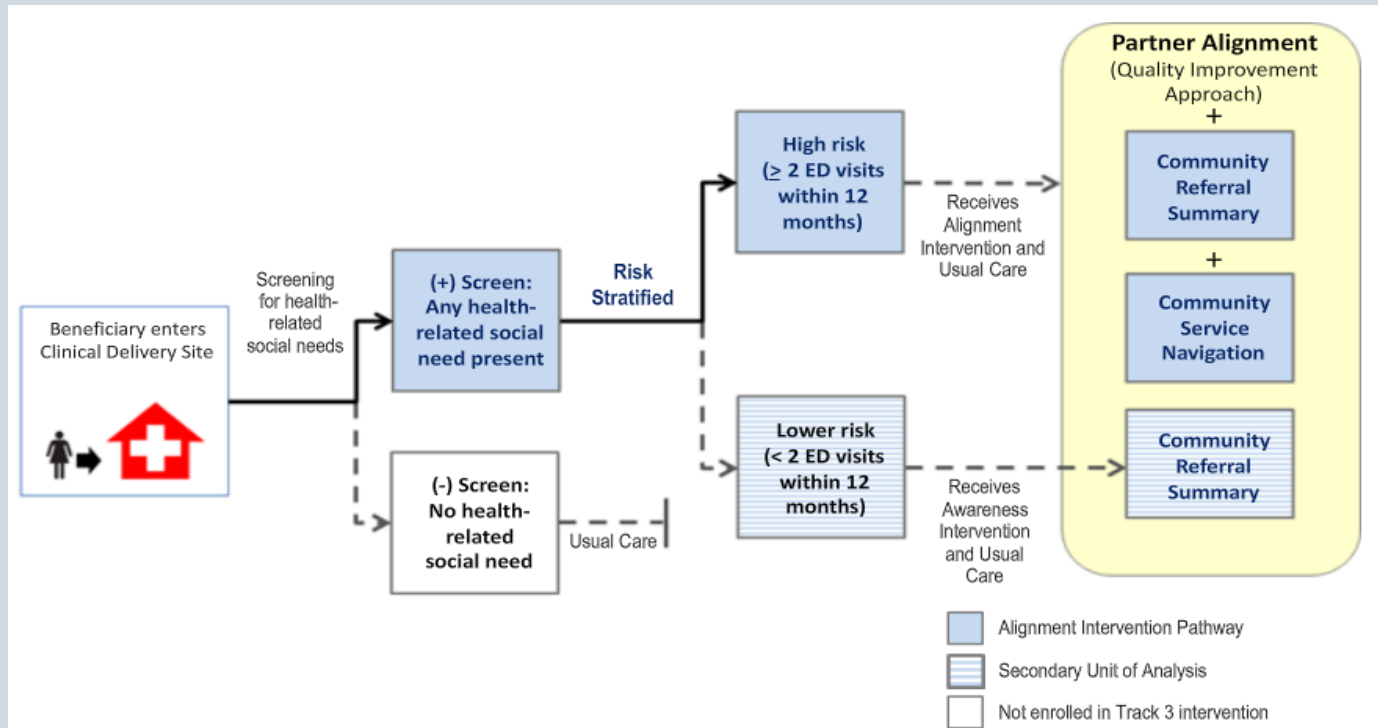 Beneficiary enters
Clinical Delivery Site
Screening
for health-
related
social needs
(+) Screen:
Any health-
related social
need present
(-) Screen:
No health-
related
social need
Usual Care
Risk
Stratified
High risk
(≥ 2 ED visits
within 12
months)
Receives
Alignment
Intervention and
Usual Care
Lower risk
(< 2 ED visits
within 12
months)
Receives
Awareness
Intervention
and Usual
Care
Partner Alignment
(Quality Improvement
Approach)
+
Community
Referral
Summary
+
Community
Service
Navigation
Community
Referral
Summary
Alignment Intervention Pathway
Secondary Unit of Analysis
Not enrolled in Track 3 intervention